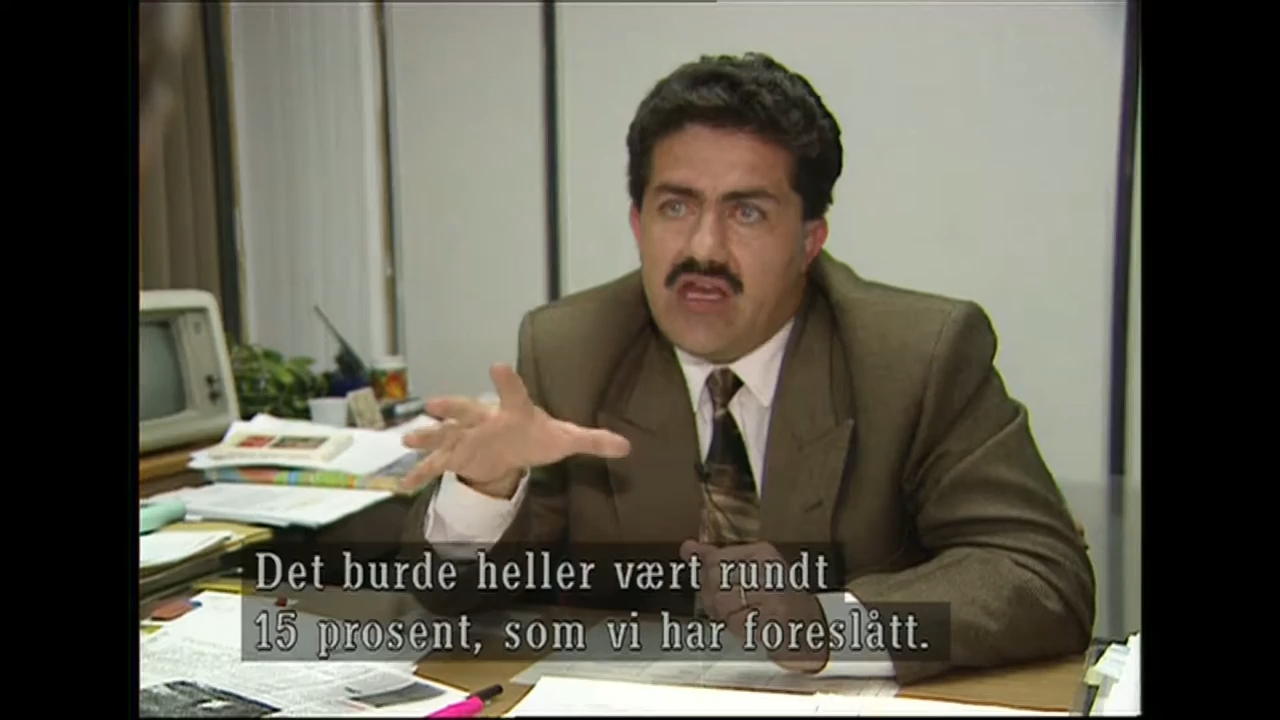 Det burde heller vært rundt
15 prosent, som vi har foreslått.